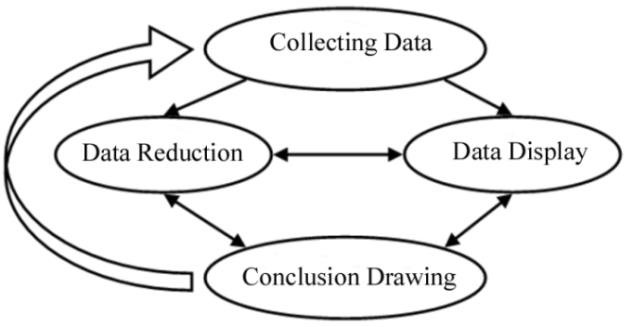 Collecting Data
Data Reduction
Data Display
Conclusion Drawing